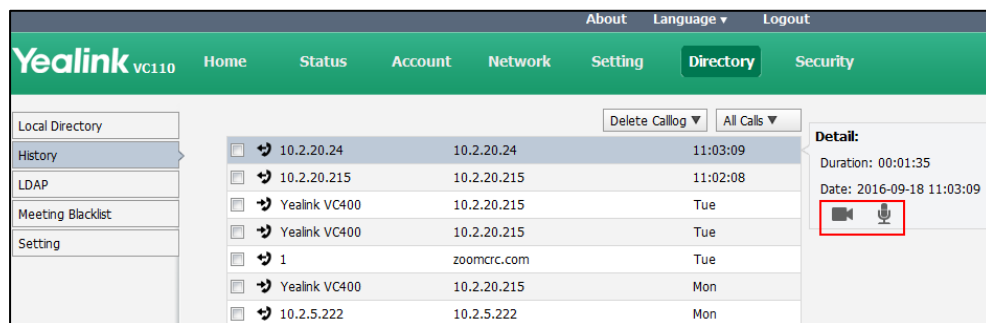 About Language ▼ Logout
Yealink VC110 Home Status Account Network Setting Directory Security
Local Directory
History
LDAP
Meeting Blacklist
Setting
Delete Calllog ▼ All Calls ▼
10.2.20.24 10.2.20.24 11:03:09
10.2.20.215 10.2.20.215 11:02:08
Yealink VC400 10.2.20.215 Tue
Yealink VC400 10.2.20.215 Tue
1 zoomcrc.com Tue
Yealink VC400 10.2.20.215 Mon
10.2.5.222 10.2.5.222 Mon
Detail:
Duration: 00:01:35
Date: 2016-09-18 11:03:09